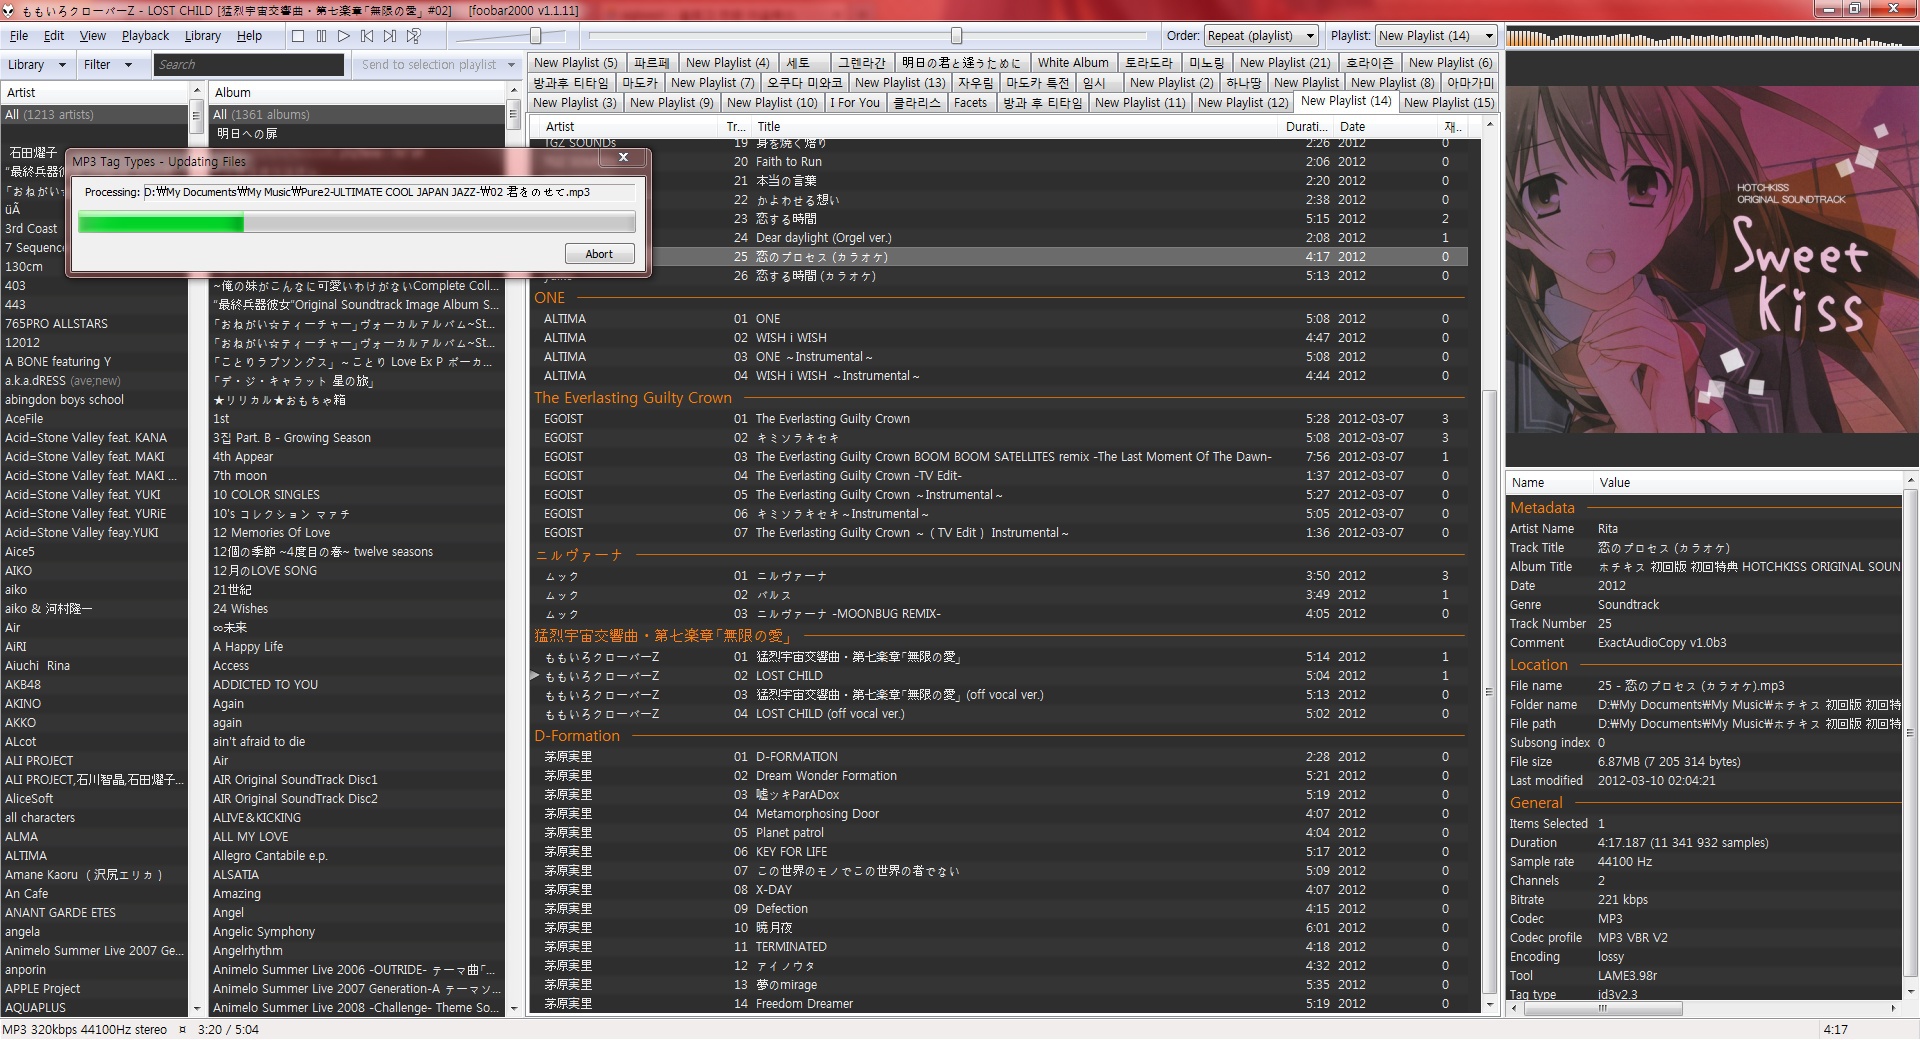 ももいろクローバーZ - LOST CHILD [猛烈宇宙交響曲・第七楽章「無限の愛」 #02]    [foobar2000 v1.1.11]
File Edit View Playback Library Help Order: Repeat (playlist) Playlist: New Playlist (14)
Library Filter Search Send to selection playlist
New Playlist (5) 파르페 New Playlist (4) 세토 그렌라간 明日の君と逢うために White Album 토라도라 미노링 New Playlist (21) 호라이즌 New Playlist (6)
방과후 티타임 마도카 New Playlist (7) 오쿠다 미와코 New Playlist (13) 자우림 마도카 특전 임시 New Playlist (2) 하나땅 New Playlist New Playlist (8) 아마가미
New Playlist (3) New Playlist (9) New Playlist (10) I For You 클라리스 Facets 방과 후 티타임 New Playlist (11) New Playlist (12) New Playlist (14) New Playlist (15)
Artist
All (1213 artists)
石田燿子
"最終兵器彼
「おねがい☆
üÄ
3rd Coast
7 Sequence
130cm
403
443
765PRO ALLSTARS
12012
A BONE featuring Y
a.k.a.dRESS (ave;new)
abingdon boys school
AceFile
Acid=Stone Valley feat. KANA
Acid=Stone Valley feat. MAKI
Acid=Stone Valley feat. MAKI ...
Acid=Stone Valley feat. YUKI
Acid=Stone Valley feat. YURiE
Acid=Stone Valley feay.YUKI
Aice5
AIKO
aiko
aiko & 河村隆一
Air
AiRI
Aiuchi  Rina
AKB48
AKINO
AKKO
ALcot
ALI PROJECT
ALI PROJECT,石川智晶,石田燿子...
AliceSoft
all characters
ALMA
ALTIMA
Amane Kaoru （ 沢尻エリカ ）
An Cafe
ANANT GARDE ETES
angela
Animelo Summer Live 2007 Ge...
anporin
APPLE Project
AQUAPLUS
Album
All (1361 albums)
明日への扉
~俺の妹がこんなに可愛いわけがないComplete Coll...
"最終兵器彼女"Original Soundtrack Image Album S...
「おねがい☆ティーチャー」ヴォーカルアルバム~St...
「おねがい☆ティーチャー」ヴォーカルアルバム~St...
「ことりラブソングス」 ~ ことり Love Ex P ボーカ...
「デ・ジ・キャラット 星の旅」
★リリカル★おもちゃ箱
1st
3집 Part. B - Growing Season
4th Appear
7th moon
10 COLOR SINGLES
10's コレクション マァチ
12 Memories Of Love
12個の季節 ~4度目の春~ twelve seasons
12月のLOVE SONG
21世紀
24 Wishes
∞未来
A Happy Life
Access
ADDICTED TO YOU
Again
again
ain't afraid to die
Air
AIR Original SoundTrack Disc1
AIR Original SoundTrack Disc2
ALIVE&KICKING
ALL MY LOVE
Allegro Cantabile e.p.
ALSATIA
Amazing
Angel
Angelic Symphony
Angelrhythm
Animelo Summer Live 2006 -OUTRIDE- テーマ曲「...
Animelo Summer Live 2007 Generation-A テーマソ...
Animelo Summer Live 2008 -Challenge- Theme So...
MP3 Tag Types - Updating Files
Processing: D:₩My Documents₩My Music₩Pure2-ULTIMATE COOL JAPAN JAZZ-₩02 君をのせて.mp3
Abort
Artist Tr... Title Durati... Date 재..
TGZ SOUNDs 19 身を焼く焔り 2:26 2012 0
20 Faith to Run 2:06 2012 0
21 本当の言葉 2:20 2012 0
22 かよわせる想い 2:38 2012 0
23 恋する時間 5:15 2012 2
24 Dear daylight (Orgel ver.) 2:08 2012 1
25 恋のプロセス (カラオケ) 4:17 2012 0
26 恋する時間 (カラオケ) 5:13 2012 0
ONE
ALTIMA 01 ONE 5:08 2012 0
ALTIMA 02 WISH i WISH 4:47 2012 0
ALTIMA 03 ONE ～Instrumental～ 5:08 2012 0
ALTIMA 04 WISH i WISH ～Instrumental～ 4:44 2012 0
The Everlasting Guilty Crown
EGOIST 01 The Everlasting Guilty Crown 5:28 2012-03-07 3
EGOIST 02 キミソラキセキ 5:08 2012-03-07 3
EGOIST 03 The Everlasting Guilty Crown BOOM BOOM SATELLITES remix -The Last Moment Of The Dawn- 7:56 2012-03-07 1
EGOIST 04 The Everlasting Guilty Crown -TV Edit- 1:37 2012-03-07 0
EGOIST 05 The Everlasting Guilty Crown ～Instrumental～ 5:27 2012-03-07 0
EGOIST 06 キミソラキセキ～Instrumental～ 5:05 2012-03-07 0
EGOIST 07 The Everlasting Guilty Crown ～（ TV Edit ）Instrumental～ 1:36 2012-03-07 0
ニルヴァーナ
ムック 01 ニルヴァーナ 3:50 2012 3
ムック 02 パルス 3:49 2012 1
ムック 03 ニルヴァーナ -MOONBUG REMIX- 4:05 2012 0
猛烈宇宙交響曲・第七楽章「無限の愛」
ももいろクローバーZ 01 猛烈宇宙交響曲・第七楽章「無限の愛」 5:14 2012 1
ももいろクローバーZ 02 LOST CHILD 5:04 2012 1
ももいろクローバーZ 03 猛烈宇宙交響曲・第七楽章「無限の愛」 (off vocal ver.) 5:13 2012 0
ももいろクローバーZ 04 LOST CHILD (off vocal ver.) 5:02 2012 0
D-Formation
茅原実里 01 D-FORMATION 2:28 2012 0
茅原実里 02 Dream Wonder Formation 5:21 2012 0
茅原実里 03 嘘ツキParADox 5:19 2012 0
茅原実里 04 Metamorphosing Door 4:07 2012 0
茅原実里 05 Planet patrol 4:04 2012 0
茅原実里 06 KEY FOR LIFE 5:17 2012 0
茅原実里 07 この世界のモノでこの世界の者でない 5:09 2012 0
茅原実里 08 X-DAY 4:07 2012 0
茅原実里 09 Defection 4:15 2012 0
茅原実里 10 暁月夜 6:01 2012 0
茅原実里 11 TERMINATED 4:18 2012 0
茅原実里 12 アイノウタ 4:32 2012 0
茅原実里 13 夢のmirage 5:35 2012 0
茅原実里 14 Freedom Dreamer 5:19 2012 0
HOTCHKISS
ORIGINAL SOUNDTRACK
Sweet
kiss
Name Value
Metadata
Artist Name Rita
Track Title 恋のプロセス (カラオケ)
Album Title ホチキス 初回版 初回特典 HOTCHKISS ORIGINAL SOUN
Date 2012
Genre Soundtrack
Track Number 25
Comment ExactAudioCopy v1.0b3
Location
File name 25 - 恋のプロセス (カラオケ).mp3
Folder name D:₩My Documents₩My Music₩ホチキス 初回版 初回特
File path D:₩My Documents₩My Music₩ホチキス 初回版 初回特
Subsong index 0
File size 6.87MB (7 205 314 bytes)
Last modified 2012-03-10 02:04:21
General
Items Selected 1
Duration 4:17.187 (11 341 932 samples)
Sample rate 44100 Hz
Channels 2
Bitrate 221 kbps
Codec MP3
Codec profile MP3 VBR V2
Encoding lossy
Tool LAME3.98r
Tag type id3v2.3
MP3 320kbps 44100Hz stereo ¤ 3:20 / 5:04 4:17